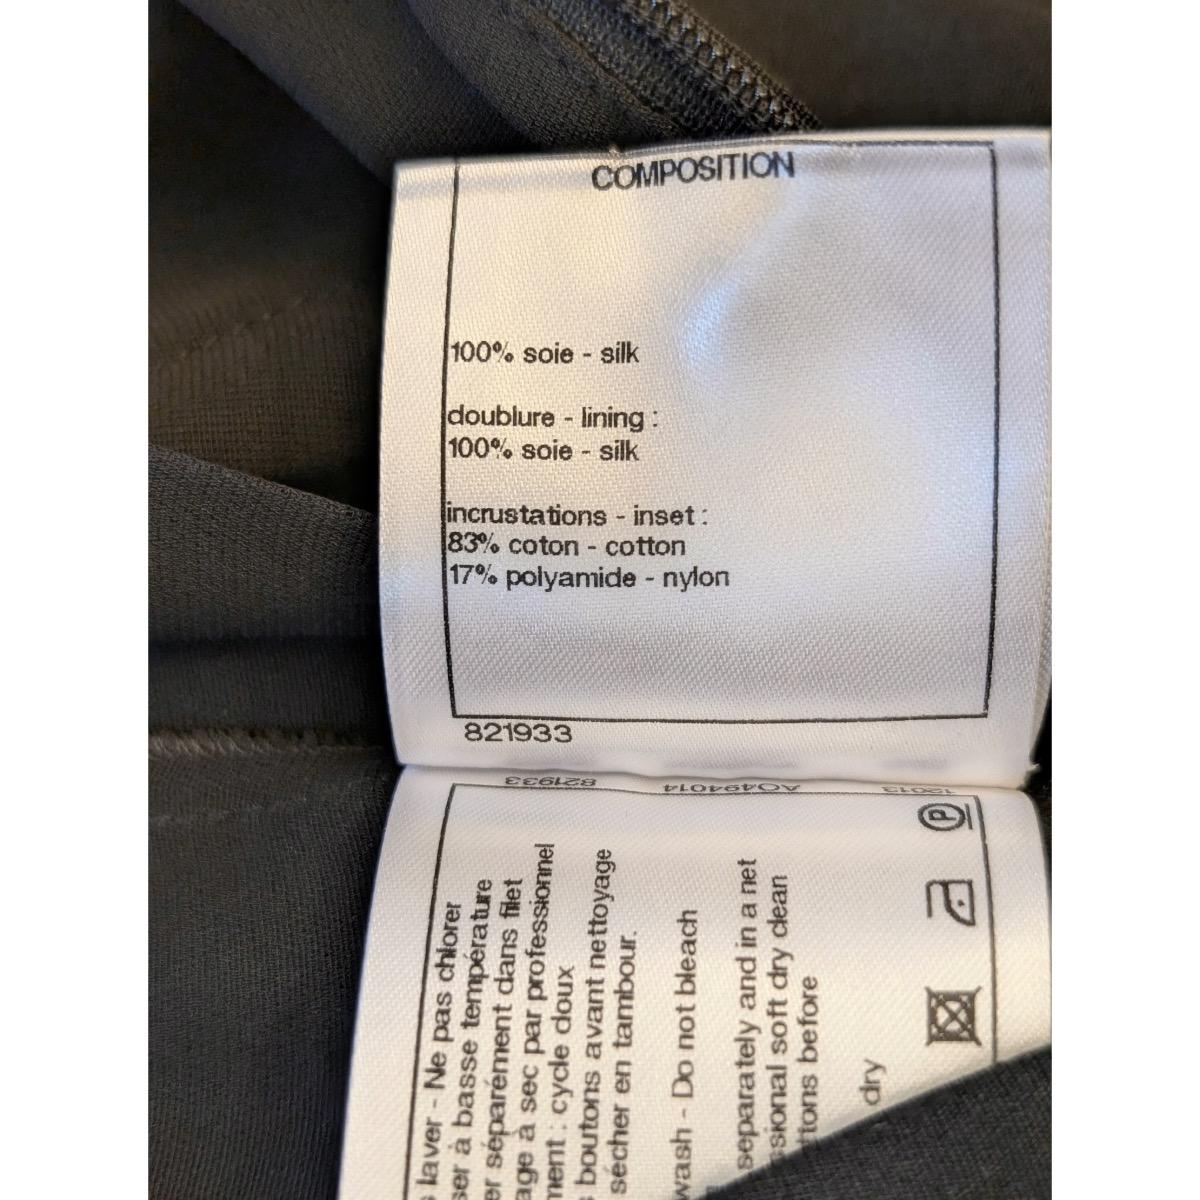 COMPOSITION
100% soie - silk
doublure - lining :
100% soie - silk
incrustations - inset :
83% coton - cotton
17% polyamide - nylon
821933
821933 AO494014 12013
laver - Ne pas chlorer
à basse température
séparément dans filet
à sec par professionnel
: cycle doux
boutons avant nettoyage
sécher en tambour.
wash - Do not bleach
separately and in a net
soft dry clean
before
dry
P